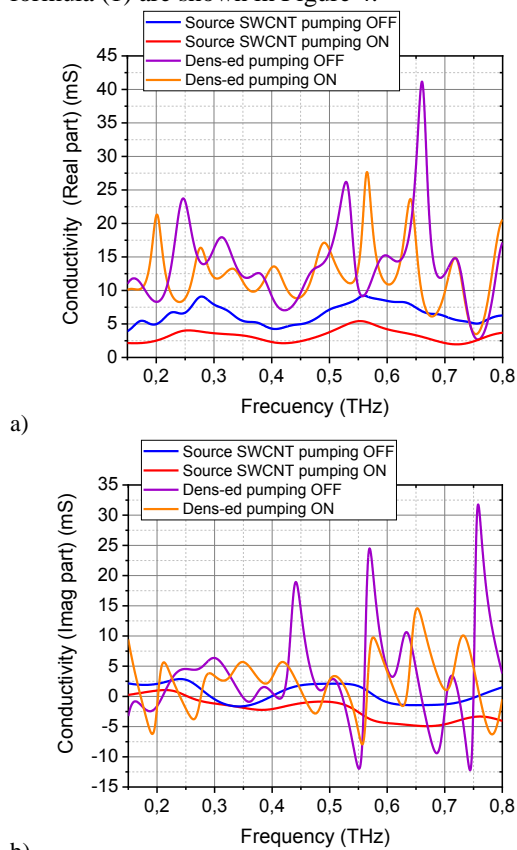 formula (1) are shown in Figure 4.
Source SWCNT pumping OFF
Source SWCNT pumping ON
Dens-ed pumping OFF
Dens-ed pumping ON
Conductivity (Real part) (mS)
45
40
35
30
25
20
15
10
5
0
0,2 0,3 0,4 0,5 0,6 0,7 0,8
Frecuency (THz)
a)
Source SWCNT pumping OFF
Source SWCNT pumping ON
Dens-ed pumping OFF
Dens-ed pumping ON
Conductivity (Imag part) (mS)
35
30
25
20
15
10
5
0
-5
-10
-15
0,2 0,3 0,4 0,5 0,6 0,7 0,8
Frequency (THz)
b)